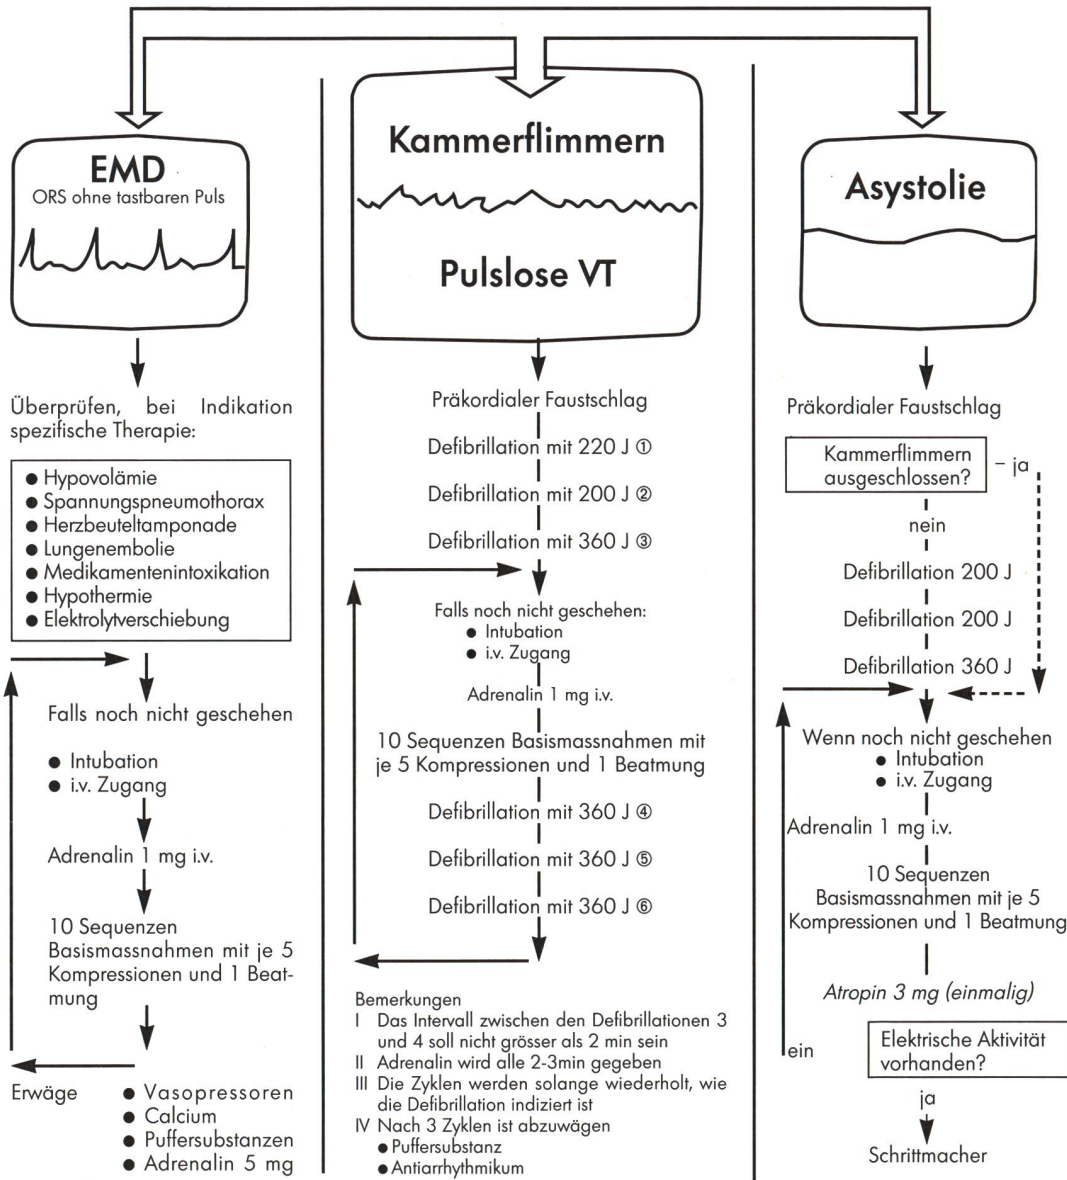 EMD
ORS ohne tastbaren Puls
Überprüfen, bei Indikation
spezifische Therapie:
● Hypovolämie
● Spannungspneumothorax
● Herzbeuteltamponade
● Lungenembolie
● Medikamentenintoxikation
● Hypothermie
● Elektrolytverschiebung
Falls noch nicht geschehen
● Intubation
● i.v. Zugang
Adrenalin 1 mg i.v.
10 Sequenzen
Basismassnahmen mit je 5
Kompressionen und 1 Beat-
mung
Erwäge
● Vasopressoren
● Calcium
● Puffersubstanzen
● Adrenalin 5 mg
Kammerflimmern
Pulslose VT
Präkordialer Faustschlag
Defibrillation mit 220 J ①
Defibrillation mit 200 J ②
Defibrillation mit 360 J ③
Falls noch nicht geschehen:
● Intubation
● i.v. Zugang
Adrenalin 1 mg i.v.
10 Sequenzen Basismassnahmen mit
je 5 Kompressionen und 1 Beatmung
Defibrillation mit 360 J ④
Defibrillation mit 360 J ⑤
Defibrillation mit 360 J ⑥
Bemerkungen
I Das Intervall zwischen den Defibrillationen 3
und 4 soll nicht grösser als 2 min sein
II Adrenalin wird alle 2-3min gegeben
III Die Zyklen werden solange wiederholt, wie
die Defibrillation indiziert ist
IV Nach 3 Zyklen ist abzuwägen
● Puffersubstanz
● Antiarrhythmikum
Asystolie
Präkordialer Faustschlag
Kammerflimmern
ausgeschlossen?
– ja
nein
Defibrillation 200 J
Defibrillation 200 J
Defibrillation 360 J
Wenn noch nicht geschehen
● Intubation
● i.v. Zugang
Adrenalin 1 mg i.v.
10 Sequenzen
Basismassnahmen mit je 5
Kompressionen und 1 Beatmung
Atropin 3 mg (einmalig)
ein
Elektrische Aktivität
vorhanden?
ja
Schrittmacher